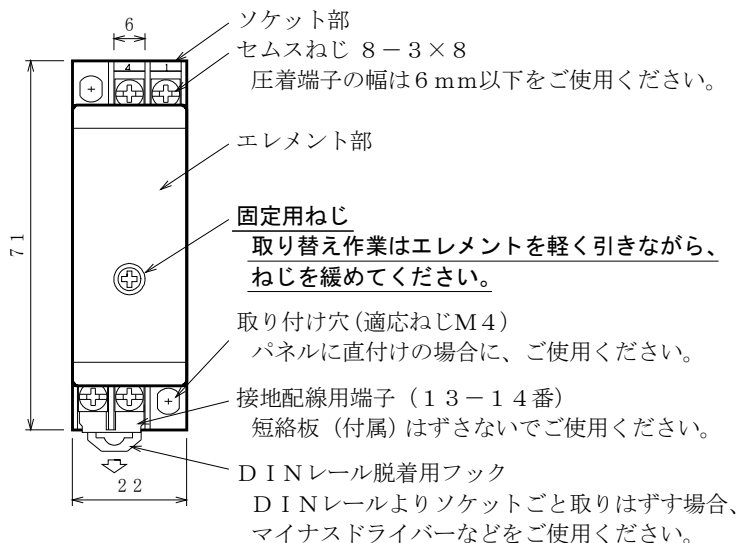 6
ソケット部
セムスねじ ８－３×８
圧着端子の幅は６ｍｍ以下をご使用ください。
4 1
エレメント部
71
固定用ねじ
取り替え作業はエレメントを軽く引きながら、
ねじを緩めてください。
取り付け穴(適応ねじＭ４)
パネルに直付けの場合に、ご使用ください。
接地配線用端子（１３－１４番）
短絡板（付属）はずさないでご使用ください。
ＤＩＮレール脱着用フック
22
ＤＩＮレールよりソケットごと取りはずす場合、
マイナスドライバーなどをご使用ください。